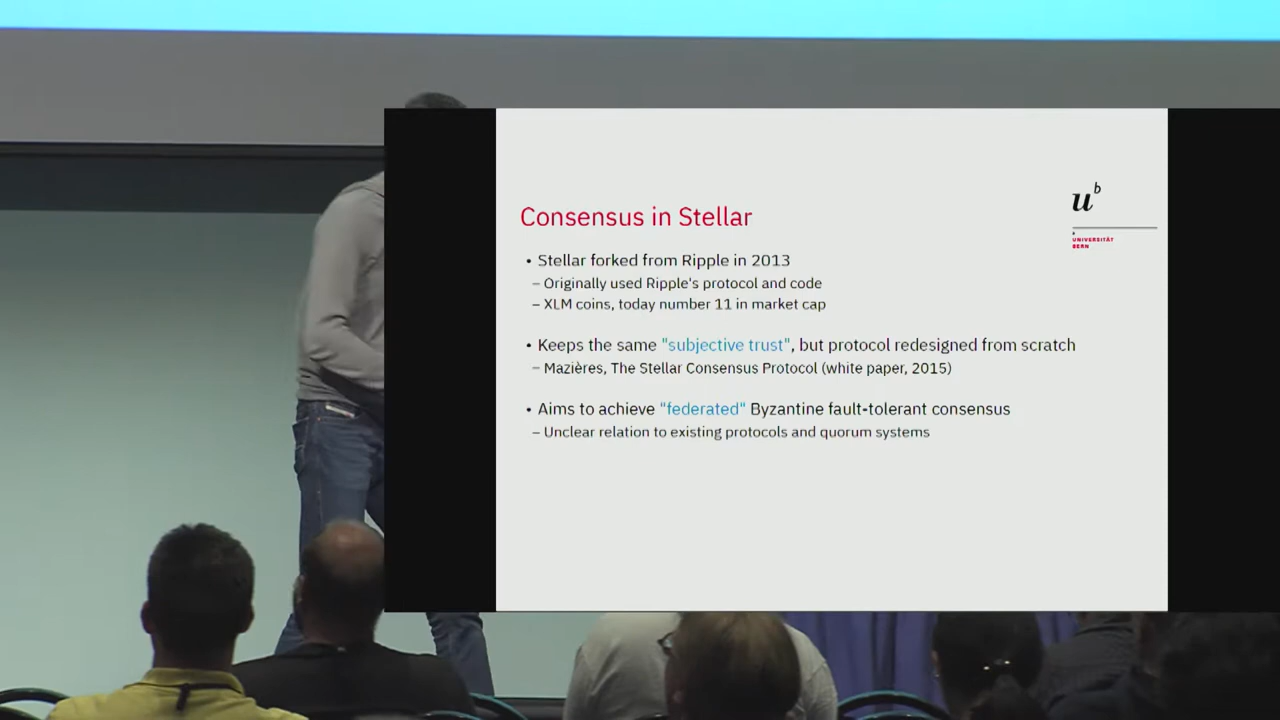 u^b
Consensus in Stellar
UNIVERSITÄT
BERN
• Stellar forked from Ripple in 2013
– Originally used Ripple's protocol and code
– XLM coins, today number 11 in market cap
• Keeps the same "subjective trust", but protocol redesigned from scratch
– Mazières, The Stellar Consensus Protocol (white paper, 2015)
• Aims to achieve "federated" Byzantine fault-tolerant consensus
– Unclear relation to existing protocols and quorum systems